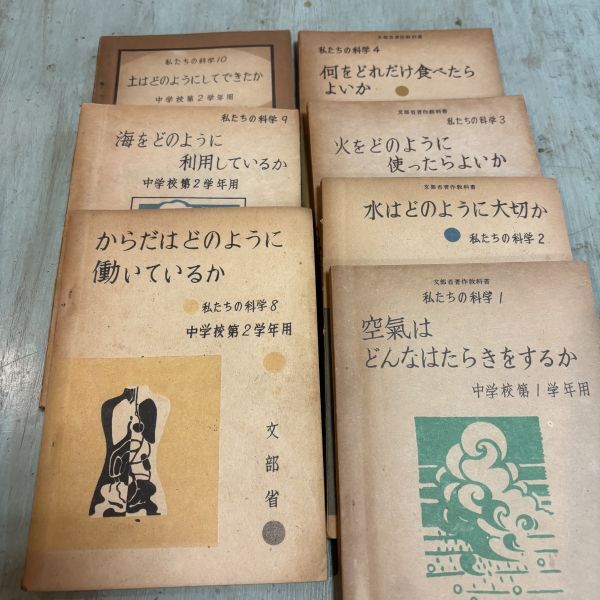 私たちの科学10
土はどのようにしてできたか
中学校第2学年用
私たちの科学9
海をどのように
利用しているか
中学校第2学年用
からだはどのように
働いているか
私たちの科学8
中学校第2学年用
文部省
文部省著作教科書
私たちの科学4
何をどれだけ食べたら
よいか
文部省著作教科書
私たちの科学3
火をどのように
使ったらよいか
文部省著作教科書
水はどのように大切か
私たちの科学2
文部省著作教科書
私たちの科学1
空氣は
どんなはたらきをするか
中学校第1学年用